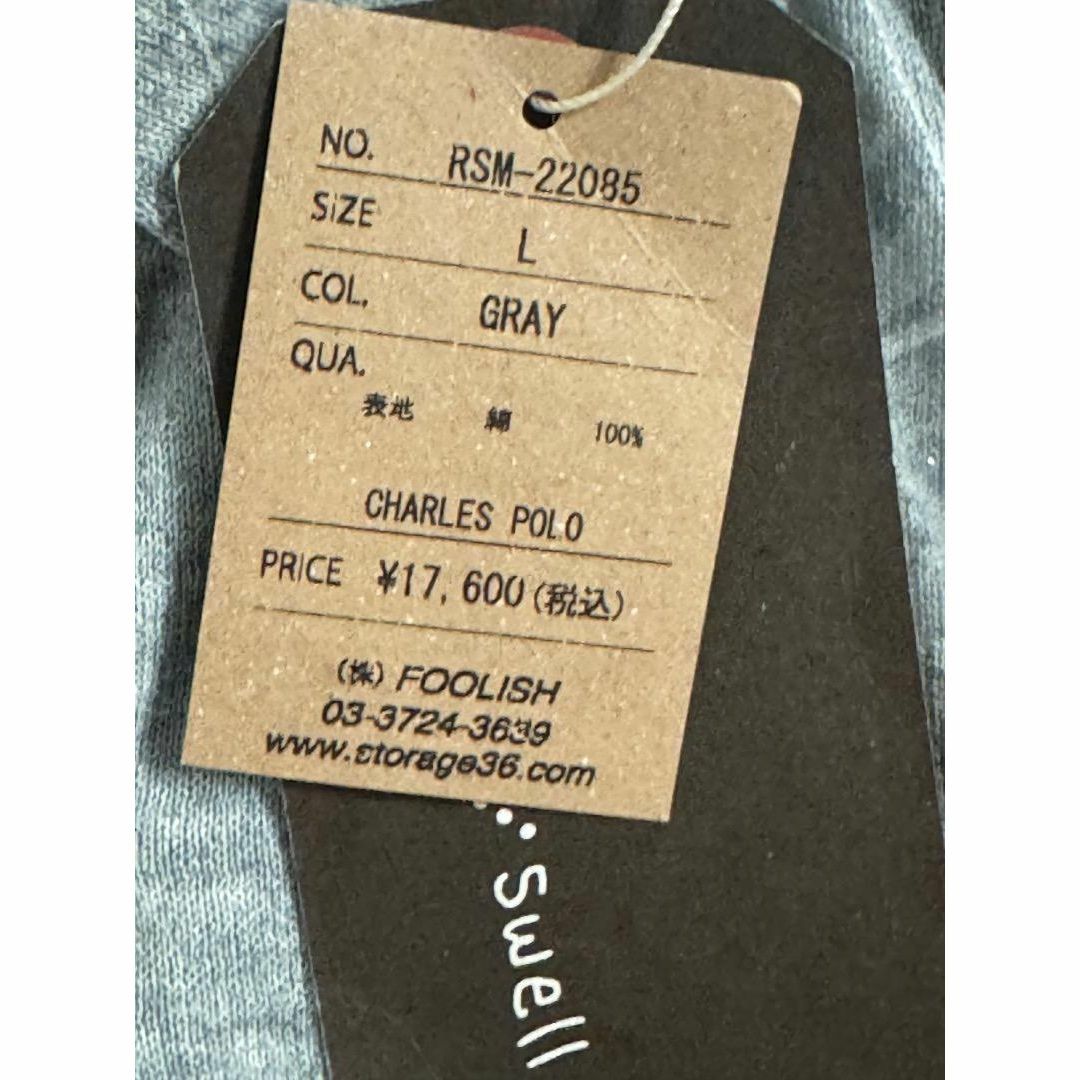 NO. RSM-22085
SiZE L
COL. GRAY
QUA.
表地 綿 100%
CHARLES POLO
PRICE ¥17,600(税込)
(株) FOOLISH
03-3724-3639
www.storage36.com
Swell